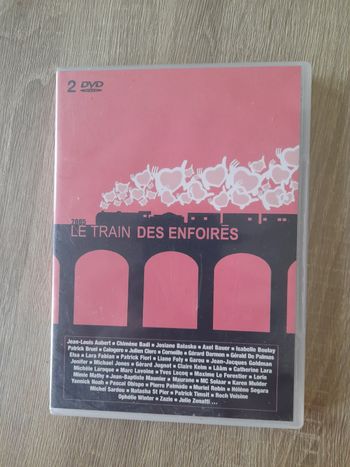 2 DVD
2005
LE TRAIN DES ENFOIRÉS
Jean-Louis Aubert • Chimène Badi • Josiane Balasko • Axel Bauer • Isabelle Boulay
Patrick Bruel • Calogero • Julien Clerc • Corneille • Gérard Darmon • Gérald De Palmas
Elsa • Lara Fabian • Patrick Fiori • Liane Foly • Garou • Jean-Jacques Goldman
Jenifer • Michael Jones • Gérard Jugnot • Claire Keim • Lââm • Catherine Lara
Michèle Laroque • Marc Lavoine • Yves Lecoq • Maxime Le Forestier • Lorie
Mimie Mathy • Jean-Baptiste Maunier • Maurane • MC Solaar • Karen Mulder
Yannick Noah • Pascal Obispo • Pierre Palmade • Muriel Robin • Hélène Segara
Michel Sardou • Natasha St Pier • Patrick Timsit • Roch Voisine
Ophélie Winter • Zazie • Julie Zenatti ...